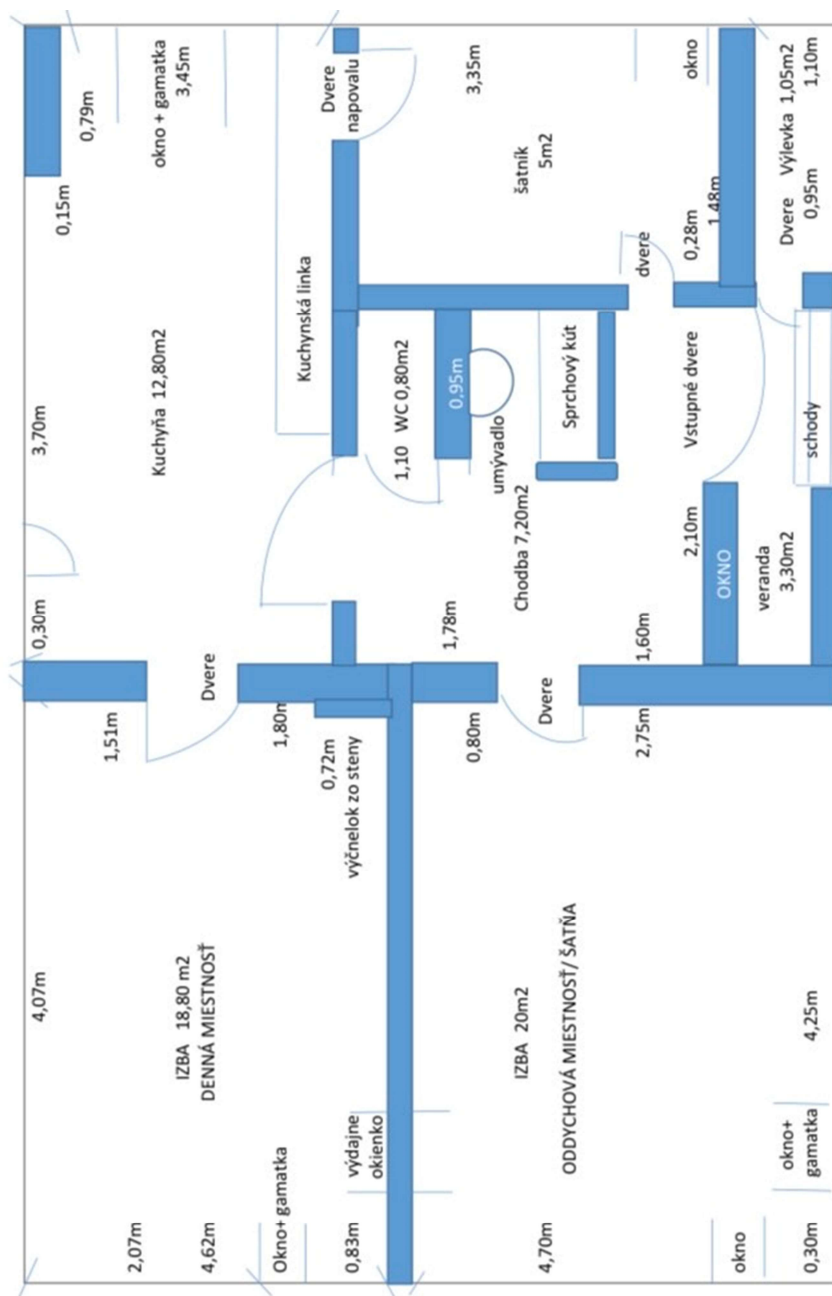 4,07m
0,30m
3,70m
0,15m
0,79m
1,51m
2,07m
IZBA 18,80 m2
DENNÁ MIESTNOSŤ
Kuchyňa 12,80m2
okno + gamatka
3,45m
4,62m
Dvere
Okno+ gamatka
1,80m
Kuchynská linka
0,72m
výčnelok zo steny
Dvere
napovalu
výdajne
okienko
0,83m
1,10 WC 0,80m2
1,78m
0,95m
3,35m
0,80m
umývadlo
Chodba 7,20m2
šatník
5m2
IZBA 20m2
4,70m
Dvere
ODDYCHOVÁ MIESTNOSŤ/ ŠATŇA
Sprchový kút
dvere
2,75m
1,60m
2,10m
Vstupné dvere
0,28m
1,48m
okno
okno
OKNO
veranda
3,30m2
okno+
gamatka
Dvere
0,95m
Výlevka 1,05m2
1,10m
0,30m
4,25m
schody